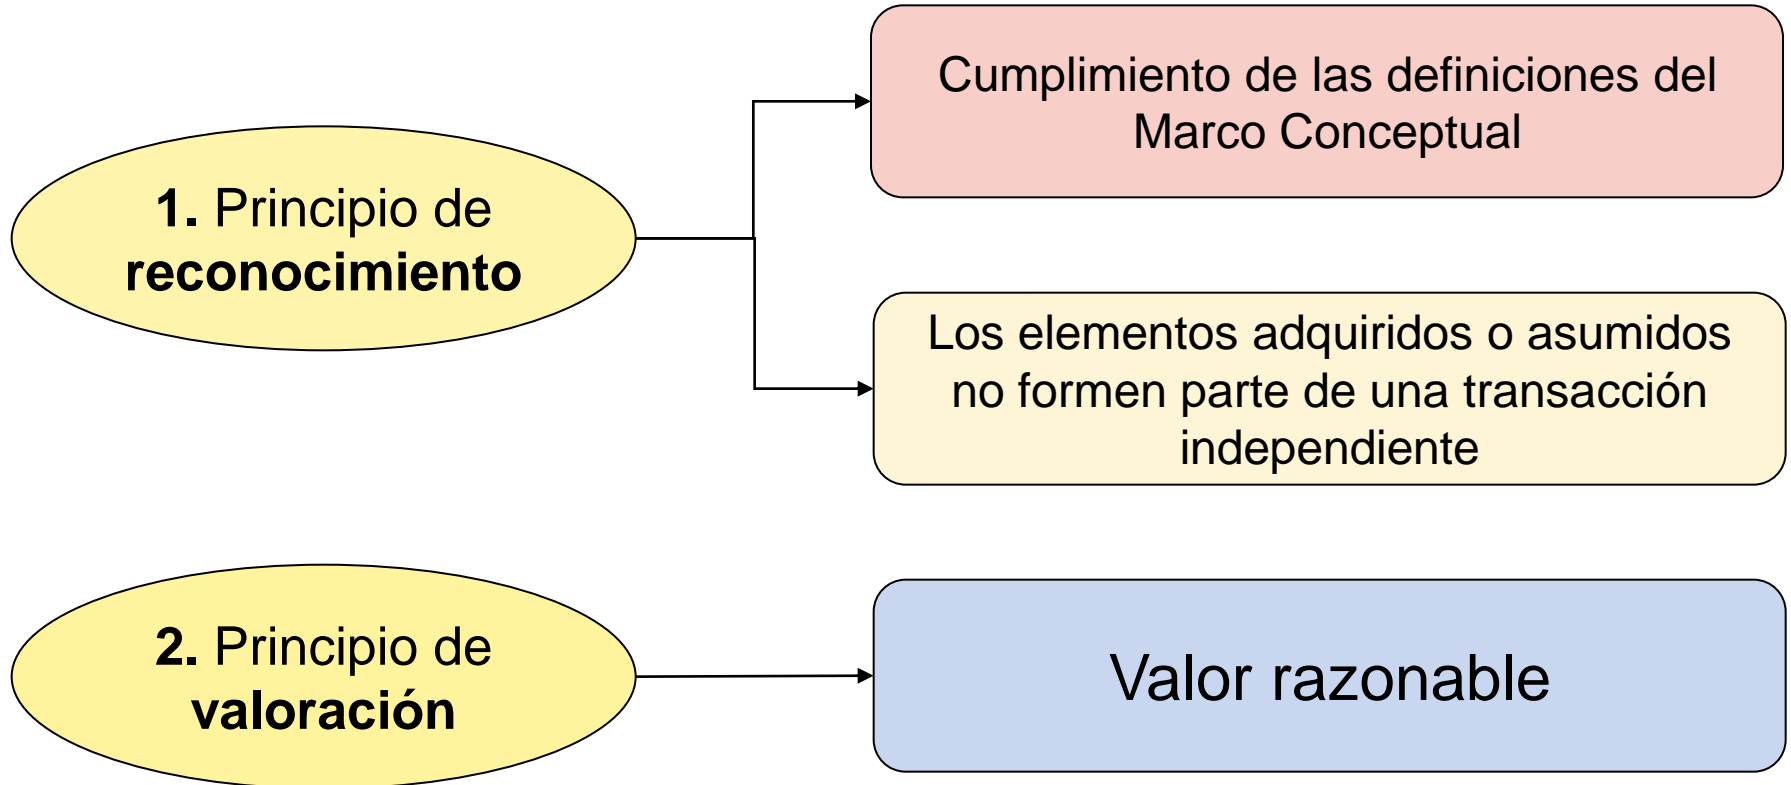 Cumplimiento de las definiciones del
Marco Conceptual
1. Principio de
reconocimiento
Los elementos adquiridos o asumidos
no formen parte de una transacción
independiente
2. Principio de
valoración
Valor razonable